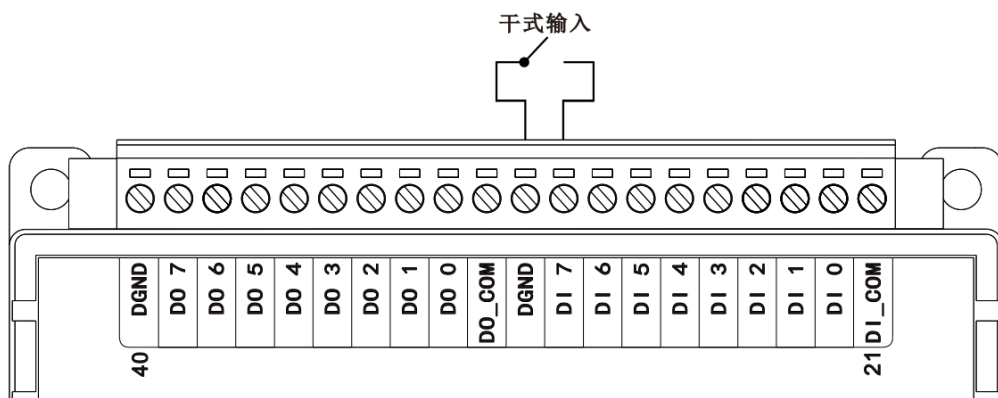 干式输入
DGND
DO 7
DO 6
DO 5
DO 4
DO 3
DO 2
DO 1
DO 0
DO_COM
DGND
DI 7
DI 6
DI 5
DI 4
DI 3
DI 2
DI 1
DI 0
DI_COM
40
21